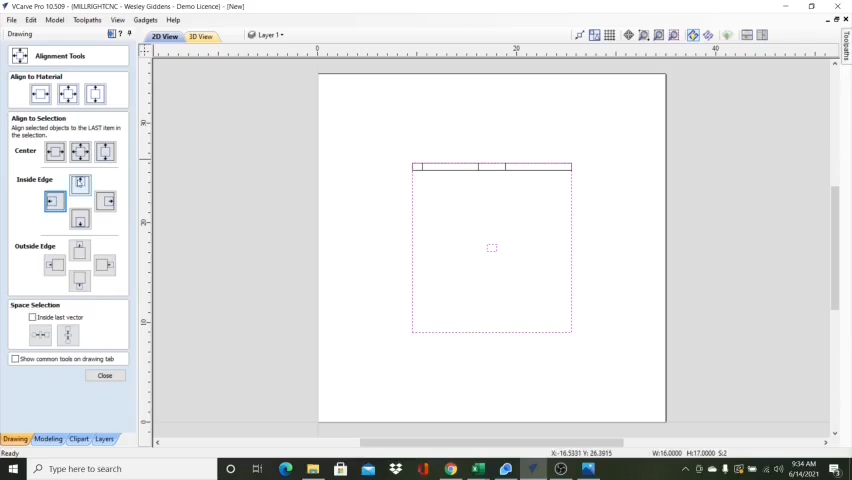 VCarve Pro 10.509 - (MILLRIGHTCNC - Wesley Giddens - Demo Licence) - [New]
File Edit Model Toolpaths View Gadgets Help
Drawing
2D View 3D View Layer 1
Toolpaths
Alignment Tools
Align to Material
Align to Selection
Align selected objects to the LAST item in
the selection.
Center
Inside Edge
Outside Edge
Space Selection
Inside last vector
Show common tools on drawing tab
Close
0 20 40
30
20
10
0
Drawing Modeling Clipart Layers
Ready X:-16.5331 Y: 26.3915 W:16.0000 H:17.0000 S:2
Type here to search
9:34 AM
6/14/2021